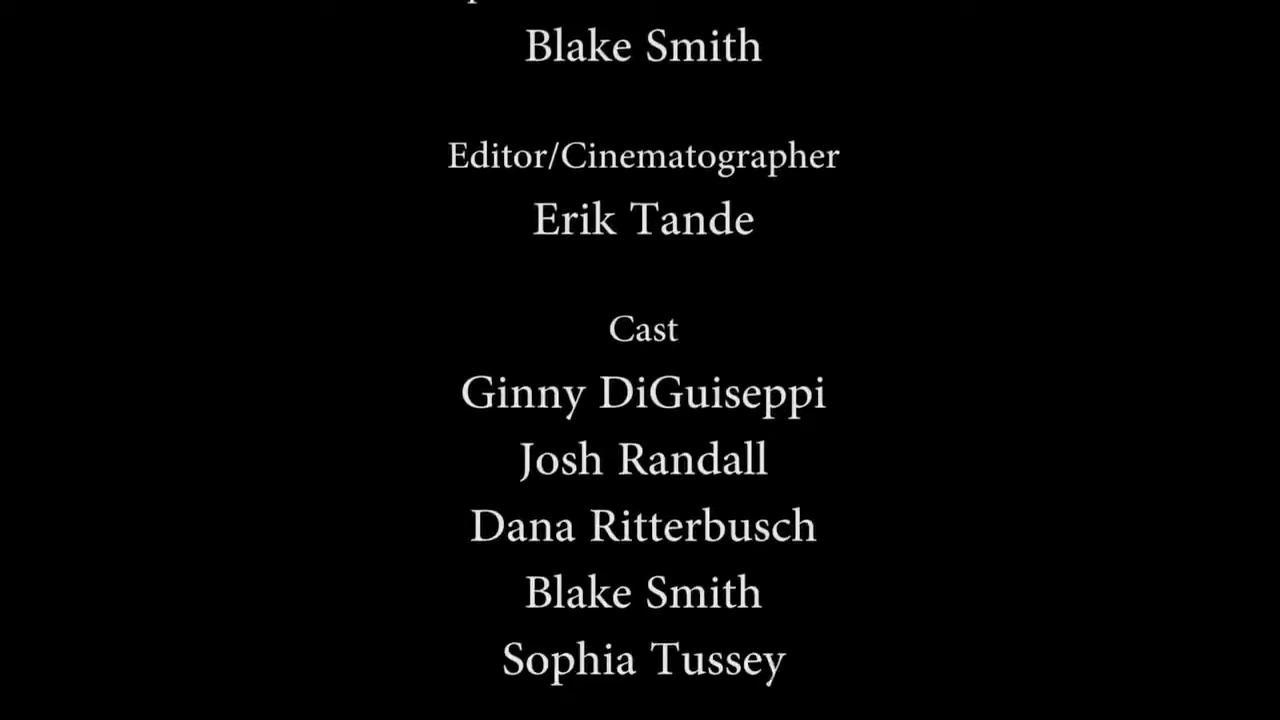 Blake Smith
Editor/Cinematographer
Erik Tande
Cast
Ginny DiGuiseppi
Josh Randall
Dana Ritterbusch
Blake Smith
Sophia Tussey